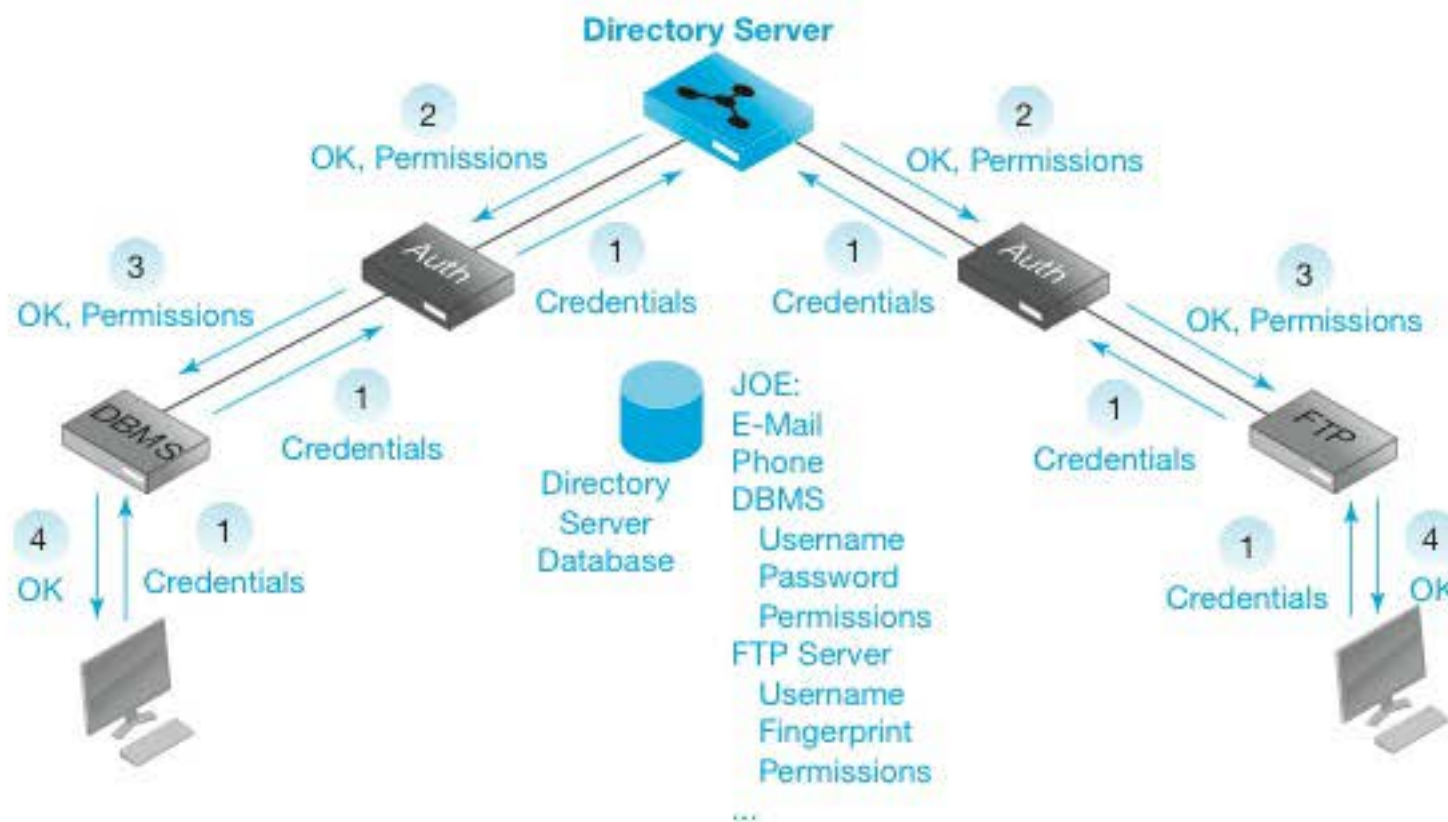 Directory Server
2
OK, Permissions
2
OK, Permissions
Auth
1
Credentials
1
Credentials
Auth
3
OK, Permissions
3
OK, Permissions
DBMS
1
Credentials
1
Credentials
FTP
4
OK
1
Credentials
Directory
Server
Database
JOE:
E-Mail
Phone
DBMS
Username
Password
Permissions
FTP Server
Username
Fingerprint
Permissions
...
1
Credentials
4
OK